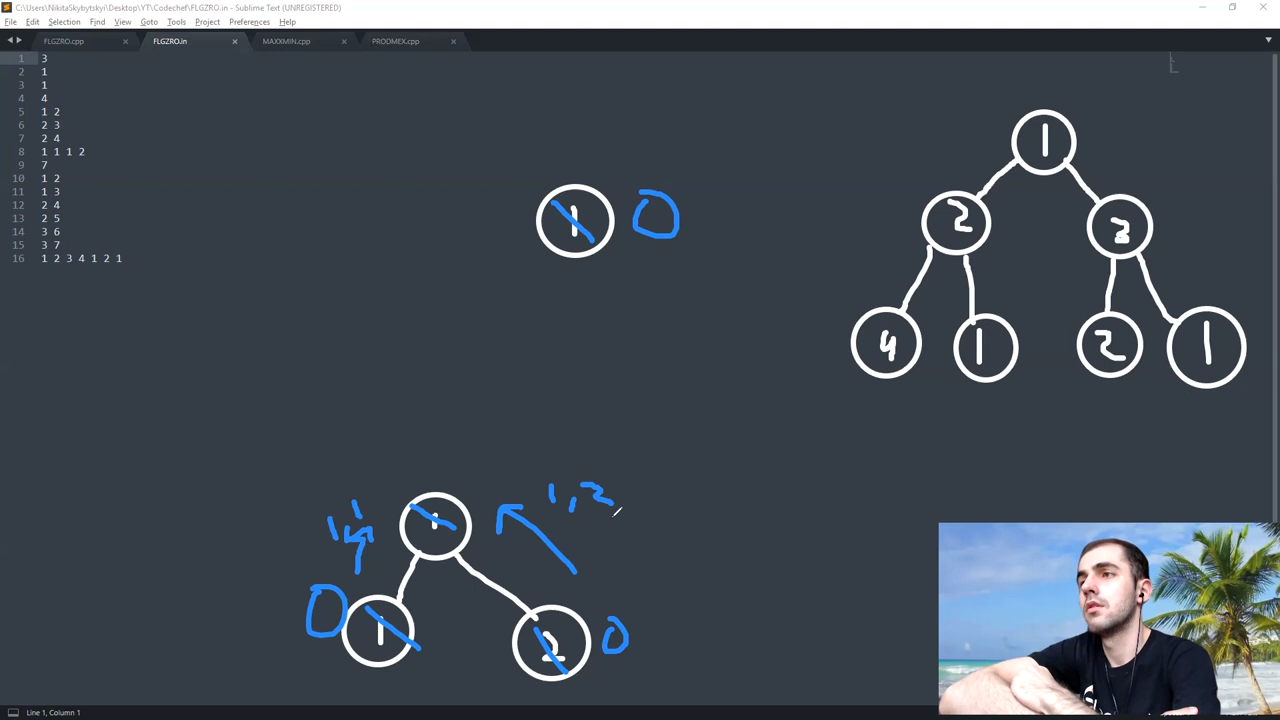 C:\Users\NikitaSkybytskyi\Desktop\YT\Codechef\FLGZRO.in - Sublime Text (UNREGISTERED)
File Edit Selection Find View Goto Tools Project Preferences Help
FLGZRO.cpp FLGZRO.in MAXXMIN.cpp PRODMEX.cpp
1 3
2 1
3 1
4 4
5 1 2
6 2 3
7 2 4
8 1 1 1 2
9 7
10 1 2
11 1 3
12 2 4
13 2 5
14 3 6
15 3 7
16 1 2 3 4 1 2 1
1
2 3
4 1 2 1
1 0
1, 2
1
0 1 2 0
Line 1, Column 1